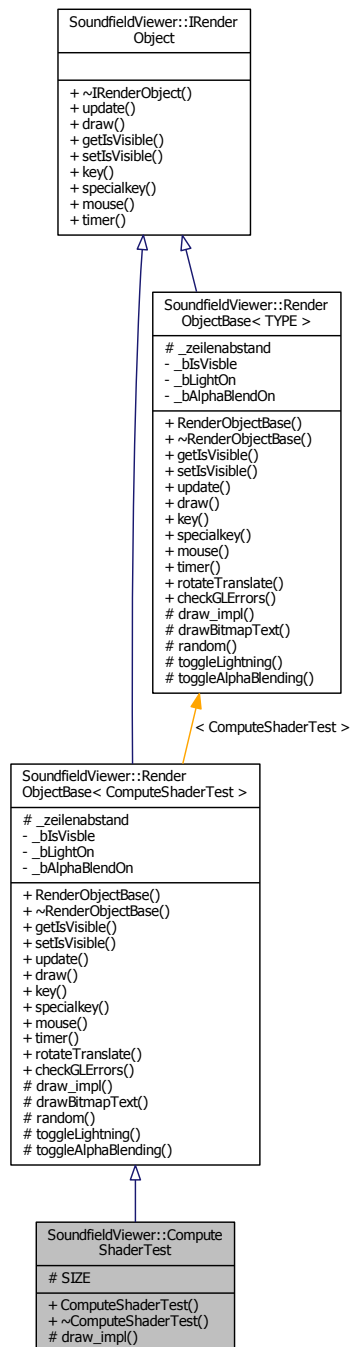 SoundfieldViewer::IRender
Object
+ ~IRenderObject()
+ update()
+ draw()
+ getIsVisible()
+ setIsVisible()
+ key()
+ specialkey()
+ mouse()
+ timer()
SoundfieldViewer::Render
ObjectBase< TYPE >
# _zeilenabstand
- _bIsVisble
- _bLightOn
- _bAlphaBlendOn
+ RenderObjectBase()
+ ~RenderObjectBase()
+ getIsVisible()
+ setIsVisible()
+ update()
+ draw()
+ key()
+ specialkey()
+ mouse()
+ timer()
+ rotateTranslate()
+ checkGLErrors()
# draw_impl()
# drawBitmapText()
# random()
# toggleLightning()
# toggleAlphaBlending()
< ComputeShaderTest >
SoundfieldViewer::Render
ObjectBase< ComputeShaderTest >
# _zeilenabstand
- _bIsVisble
- _bLightOn
- _bAlphaBlendOn
+ RenderObjectBase()
+ ~RenderObjectBase()
+ getIsVisible()
+ setIsVisible()
+ update()
+ draw()
+ key()
+ specialkey()
+ mouse()
+ timer()
+ rotateTranslate()
+ checkGLErrors()
# draw_impl()
# drawBitmapText()
# random()
# toggleLightning()
# toggleAlphaBlending()
SoundfieldViewer::Compute
ShaderTest
# SIZE
+ ComputeShaderTest()
+ ~ComputeShaderTest()
# draw_impl()